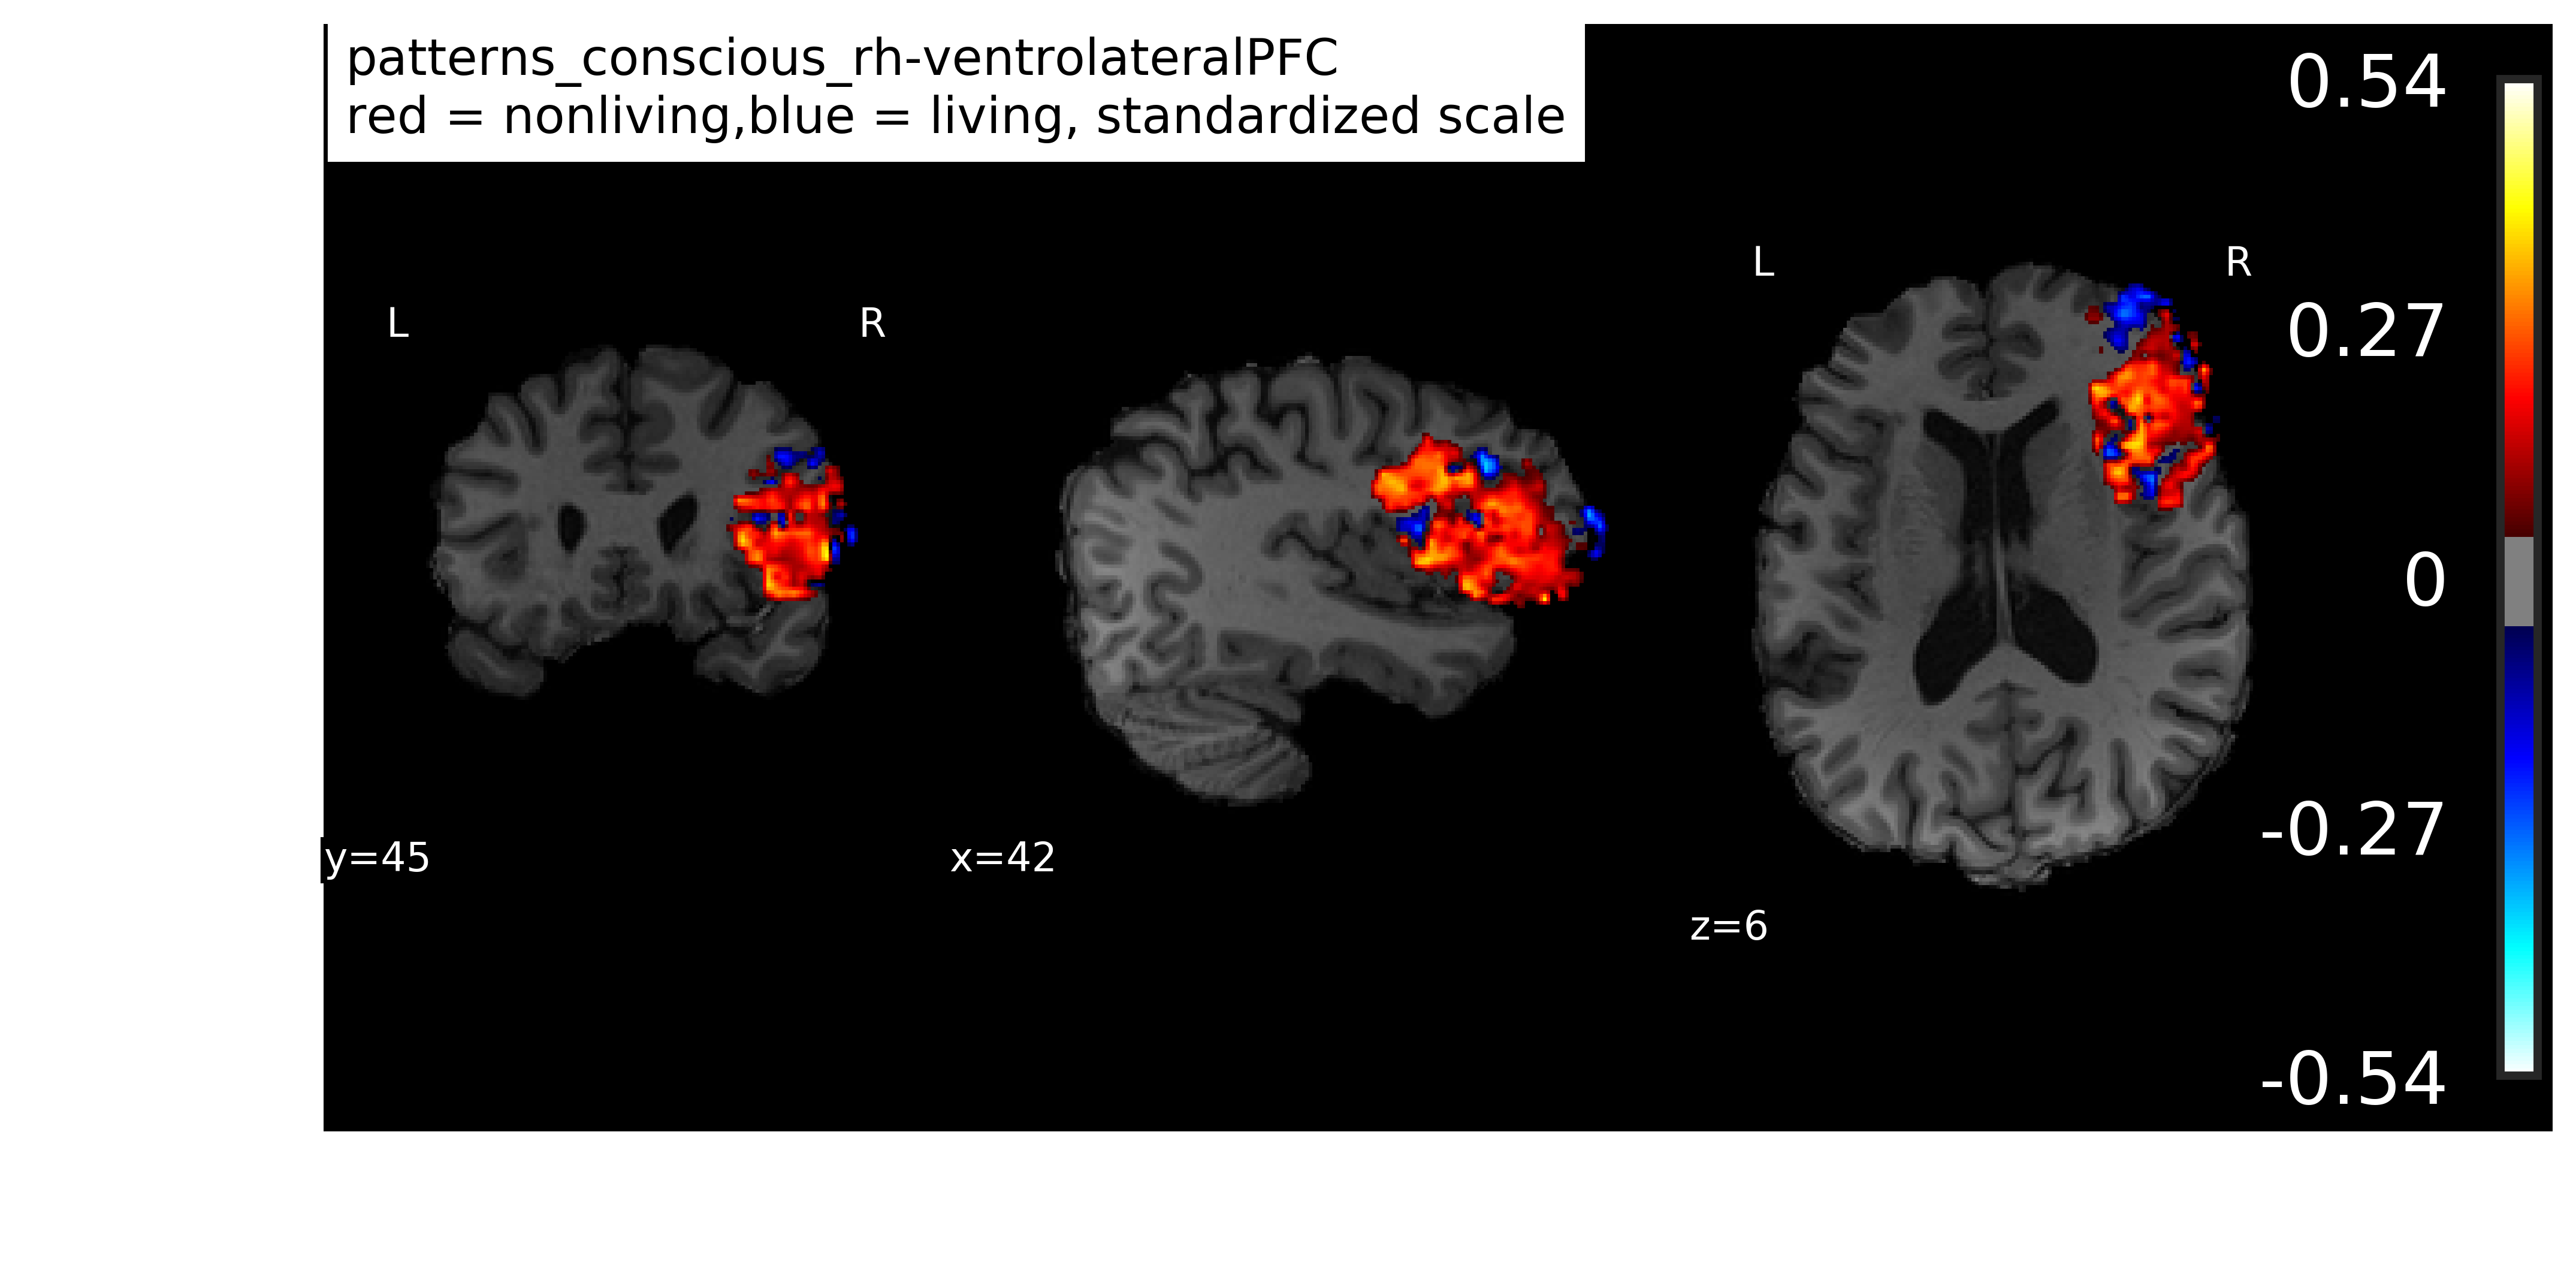 patterns_conscious_rh-ventrolateralPFC
red = nonliving,blue = living, standardized scale
L R
y=45
x=42
L R
z=6
0.54
0.27
0
-0.27
-0.54